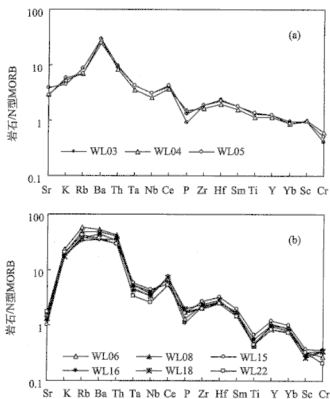 (a)
100
10
1
0.1
岩石/N型MORB
WL03 WL04 WL05
Sr K Rb Ba Th Ta Nb Ce P Zr Hf Sm Ti Y Yb Sc Cr
(b)
100
10
1
0.1
岩石/N型MORB
WL06 WL08 WL15
WL16 WL18 WL22
Sr K Rb Ba Th Ta Nb Ce P Zr Hf Sm Ti Y Yb Sc Cr